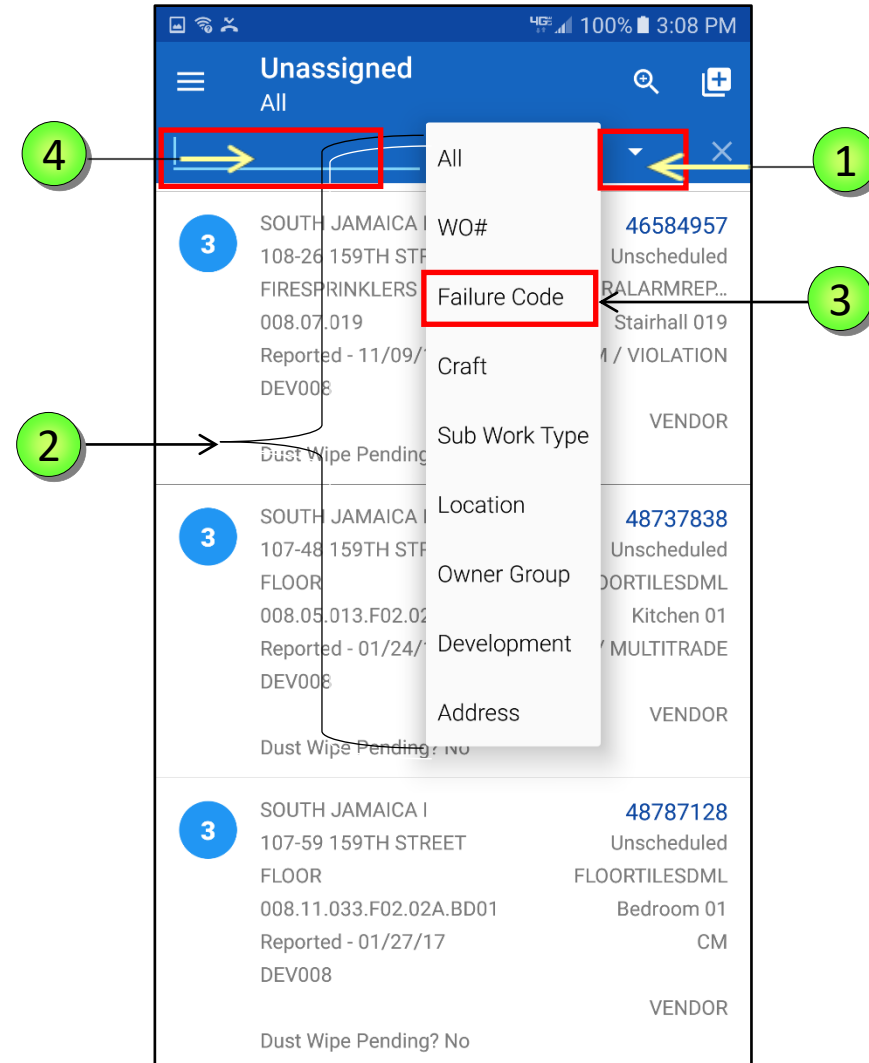 4G 100% 3:08 PM
Unassigned
All
4
1
All
WO#
Failure Code
3
Craft
Sub Work Type
Location
Owner Group
Development
Address
2
3
SOUTH JAMAICA I 46584957
108-26 159TH STR Unscheduled
FIRESPRINKLERS RALARMREP...
008.07.019 Stairhall 019
Reported - 11/09/ / VIOLATION
DEV008
VENDOR
Dust Wipe Pending
3
SOUTH JAMAICA I 48737838
107-48 159TH STR Unscheduled
FLOOR OORTILESDML
008.05.013.F02.02 Kitchen 01
Reported - 01/24/ / MULTITRADE
DEV008
VENDOR
Dust Wipe Pending? No
3
SOUTH JAMAICA I 48787128
107-59 159TH STREET Unscheduled
FLOOR FLOORTILESDML
008.11.033.F02.02A.BD01 Bedroom 01
Reported - 01/27/17 CM
DEV008
VENDOR
Dust Wipe Pending? No